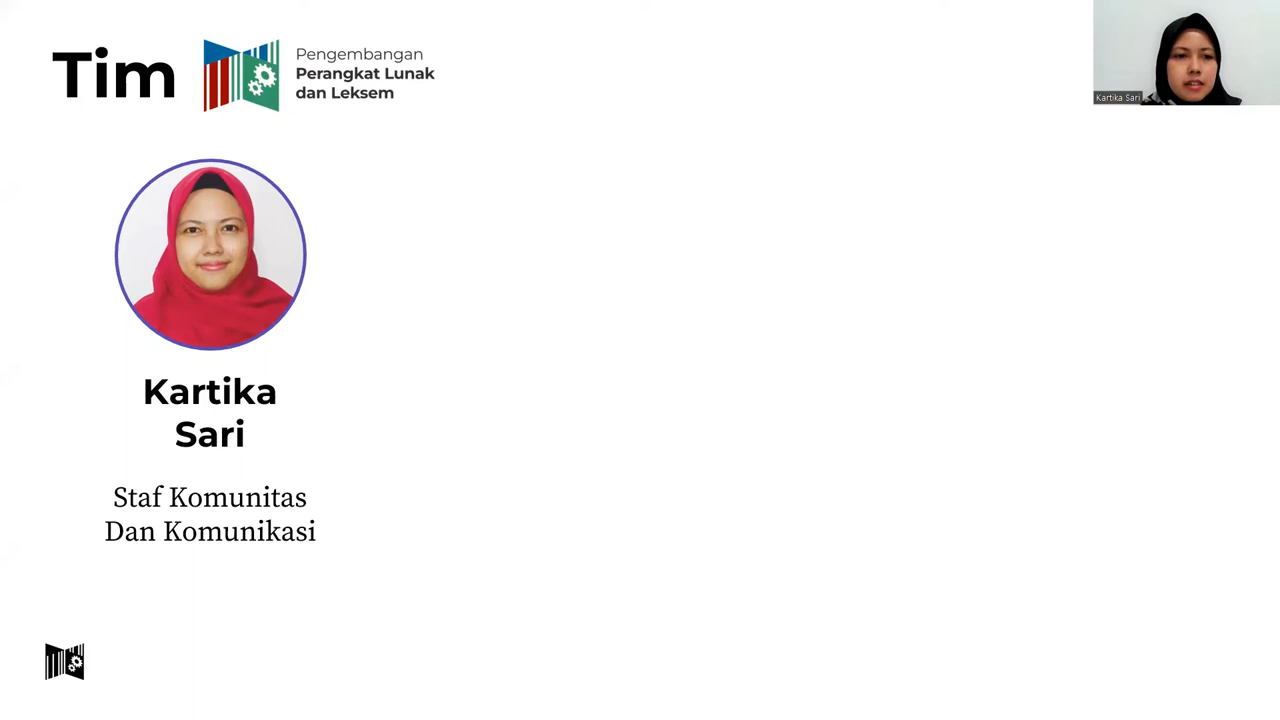 Tim
Pengembangan
Perangkat Lunak
dan Leksem
Kartika Sari
Kartika
Sari
Staf Komunitas
Dan Komunikasi